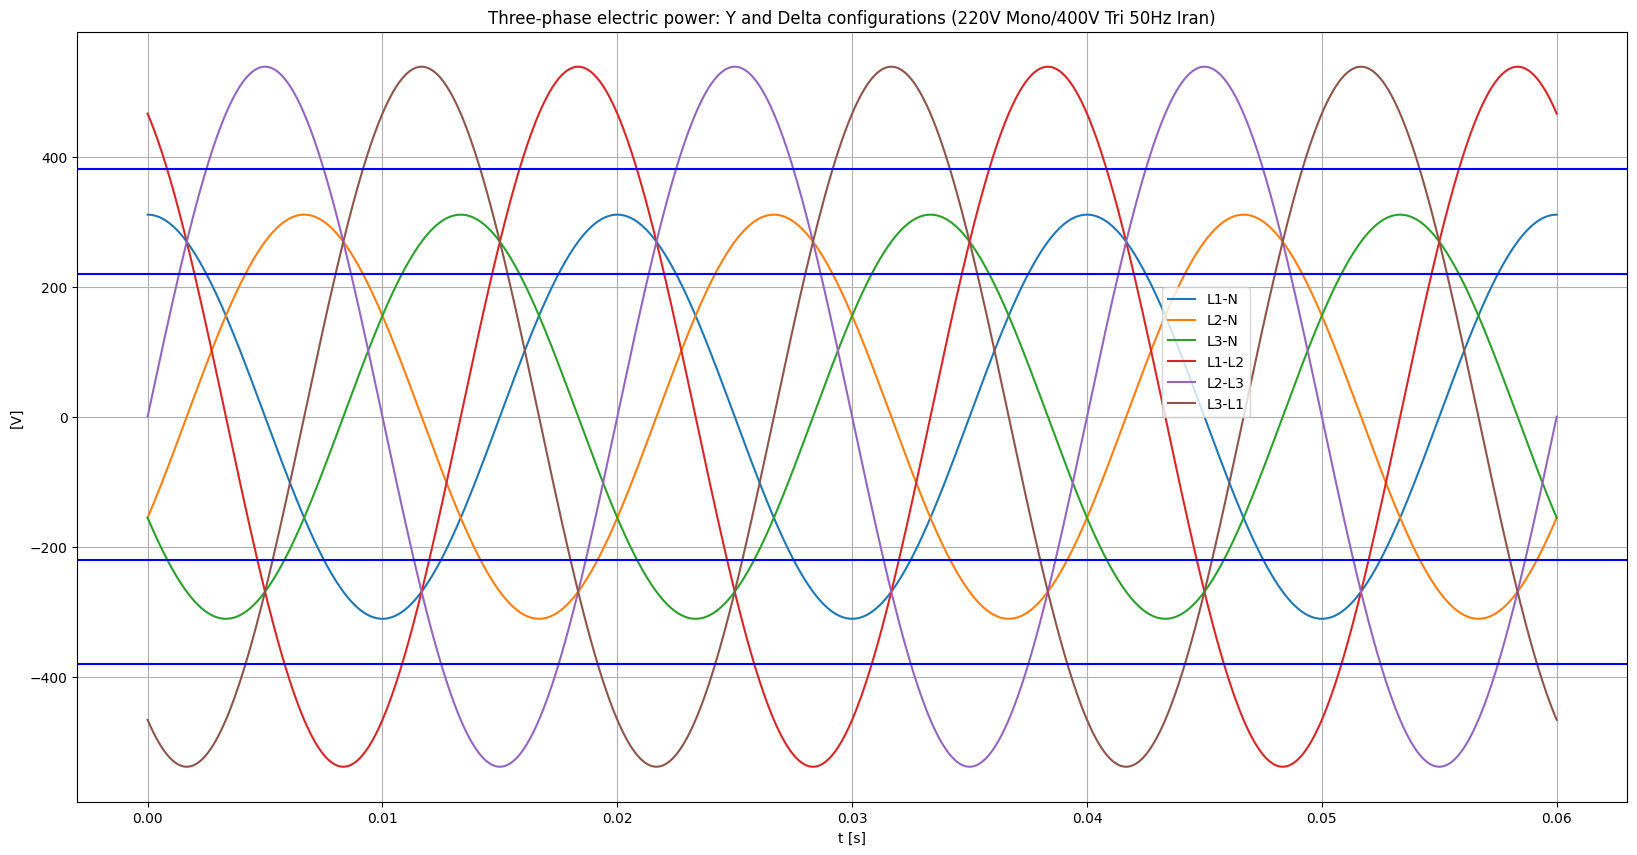 Three-phase electric power: Y and Delta configurations (220V Mono/400V Tri 50Hz Iran)
[V]
400
200
0
−200
−400
L1-N
L2-N
L3-N
L1-L2
L2-L3
L3-L1
0.00 0.01 0.02 0.03 0.04 0.05 0.06
t [s]